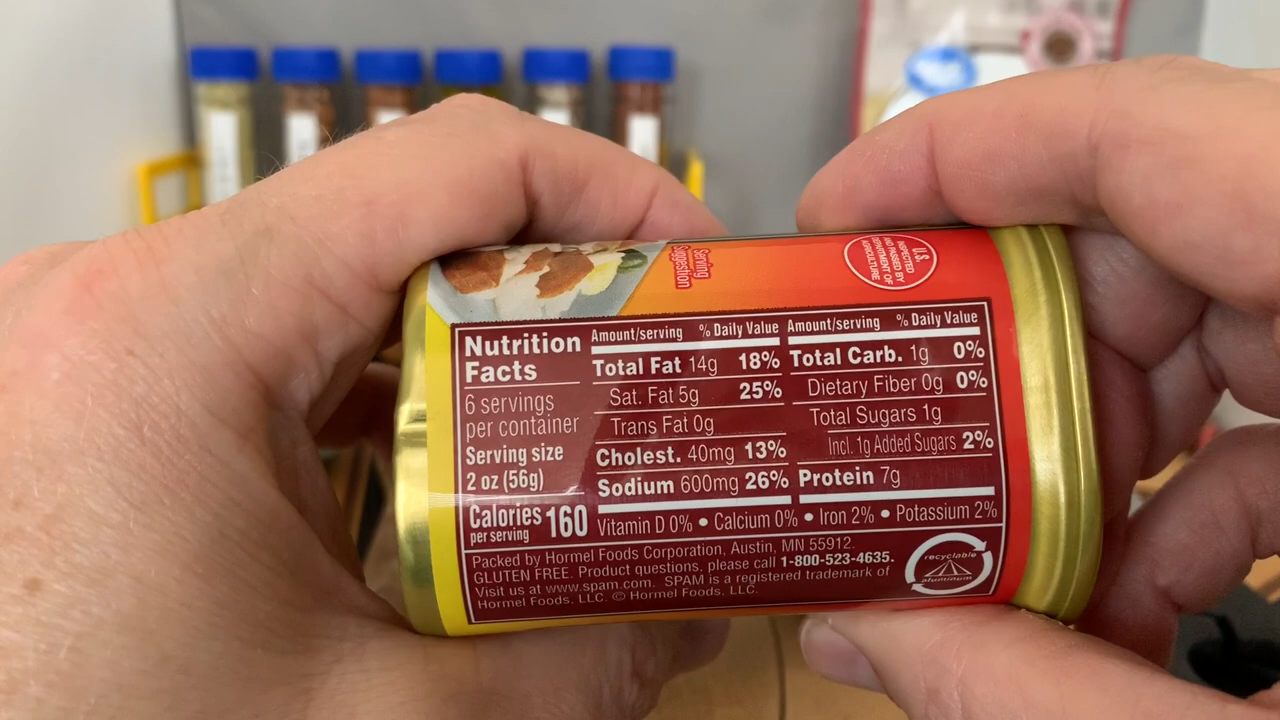 Serving
Suggestion
U.S.
INSPECTED
AND PASSED BY
DEPARTMENT OF
AGRICULTURE
Nutrition
Facts
6 servings
per container
Serving size
2 oz (56g)
Calories 160
per serving
Amount/serving % Daily Value
Total Fat 14g 18%
Sat. Fat 5g 25%
Trans Fat 0g
Cholest. 40mg 13%
Sodium 600mg 26%
Amount/serving % Daily Value
Total Carb. 1g 0%
Dietary Fiber 0g 0%
Total Sugars 1g
Incl. 1g Added Sugars 2%
Protein 7g
Vitamin D 0% • Calcium 0% • Iron 2% • Potassium 2%
Packed by Hormel Foods Corporation, Austin, MN 55912.
GLUTEN FREE. Product questions, please call 1-800-523-4635.
Visit us at www.spam.com. SPAM is a registered trademark of
Hormel Foods, LLC. © Hormel Foods, LLC.
recyclable
aluminum